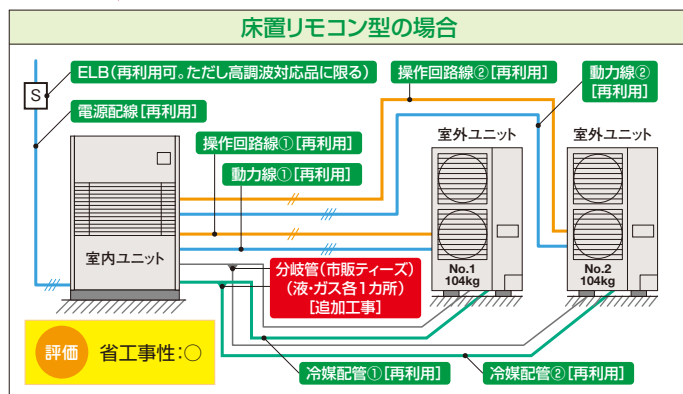 床置リモコン型の場合
ELB（再利用可。ただし高調波対応品に限る）
操作回路線②［再利用］
動力線②
［再利用］
S
電源配線［再利用］
操作回路線①［再利用］
動力線①［再利用］
室外ユニット
室外ユニット
室内ユニット
分岐管（市販ティーズ）
（液・ガス各1カ所）
［追加工事］
No.1
104kg
No.2
104kg
評価 省工事性：○
冷媒配管①［再利用］
冷媒配管②［再利用］